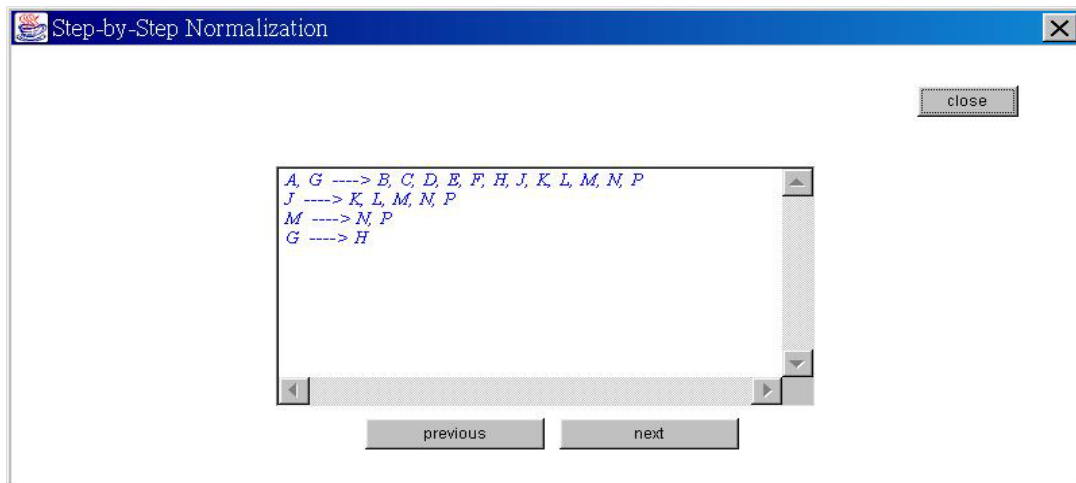 Step-by-Step Normalization
close
A, G ----> B, C, D, E, F, H, J, K, L, M, N, P
J ----> K, L, M, N, P
M ----> N, P
G ----> H
previous next